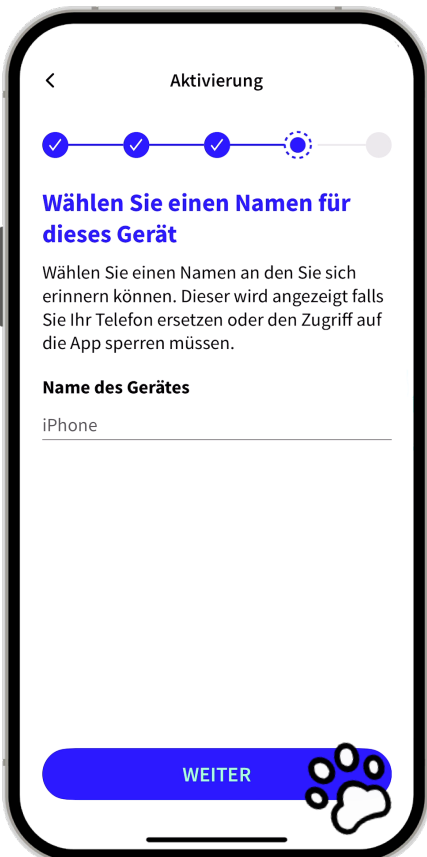 Aktivierung
Wählen Sie einen Namen für
dieses Gerät
Wählen Sie einen Namen an den Sie sich
erinnern können. Dieser wird angezeigt falls
Sie Ihr Telefon ersetzen oder den Zugriff auf
die App sperren müssen.
Name des Gerätes
iPhone
WEITER